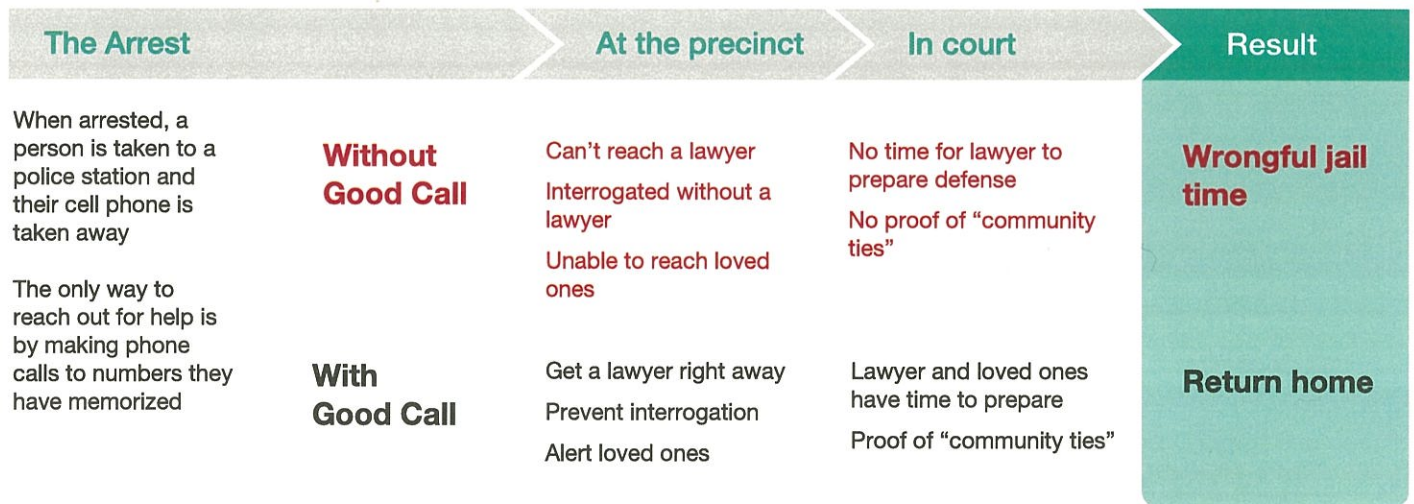 The Arrest
At the precinct
In court
Result
When arrested, a
person is taken to a
police station and
their cell phone is
taken away
The only way to
reach out for help is
by making phone
calls to numbers they
have memorized
Without
Good Call
Can't reach a lawyer
Interrogated without a
lawyer
Unable to reach loved
ones
No time for lawyer to
prepare defense
No proof of “community
ties”
Wrongful jail
time
With
Good Call
Get a lawyer right away
Prevent interrogation
Alert loved ones
Lawyer and loved ones
have time to prepare
Proof of “community ties”
Return home